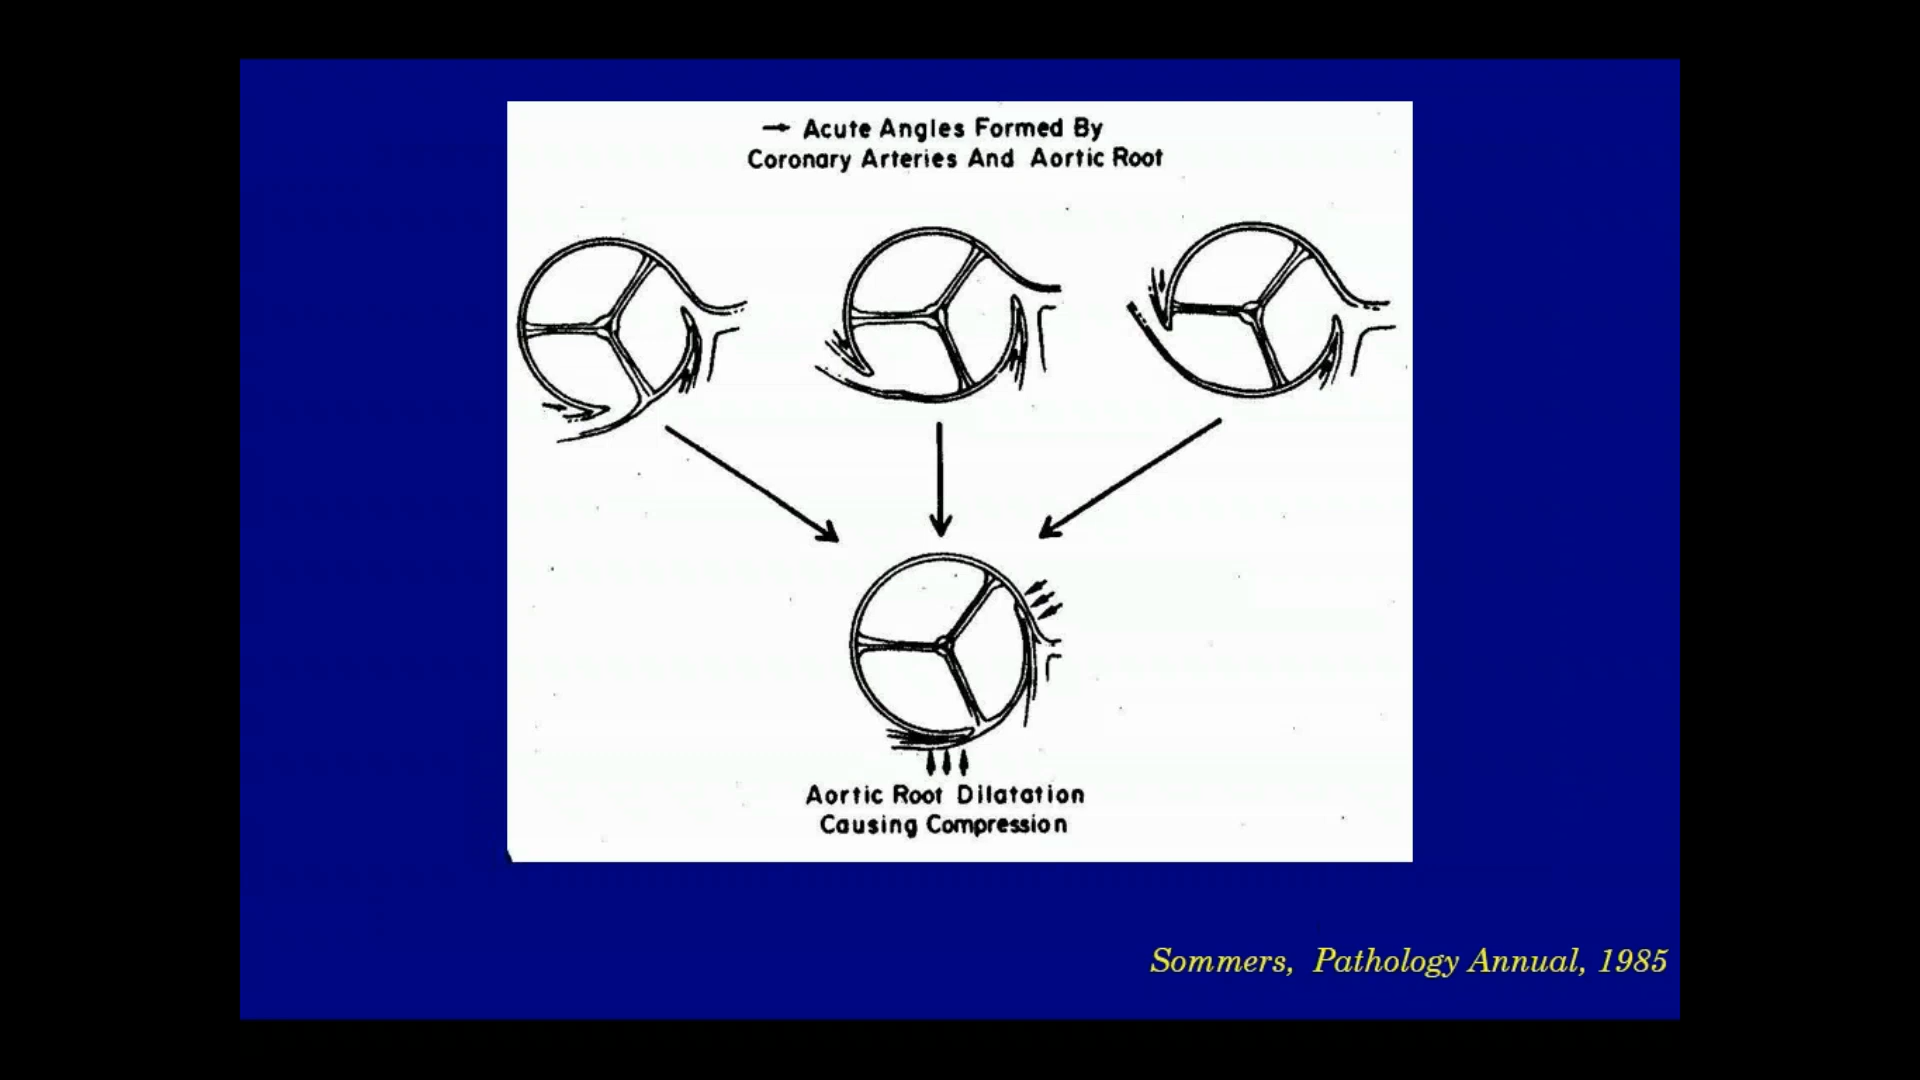 → Acute Angles Formed By
Coronary Arteries And Aortic Root
Aortic Root Dilatation
Causing Compression
Sommers, Pathology Annual, 1985